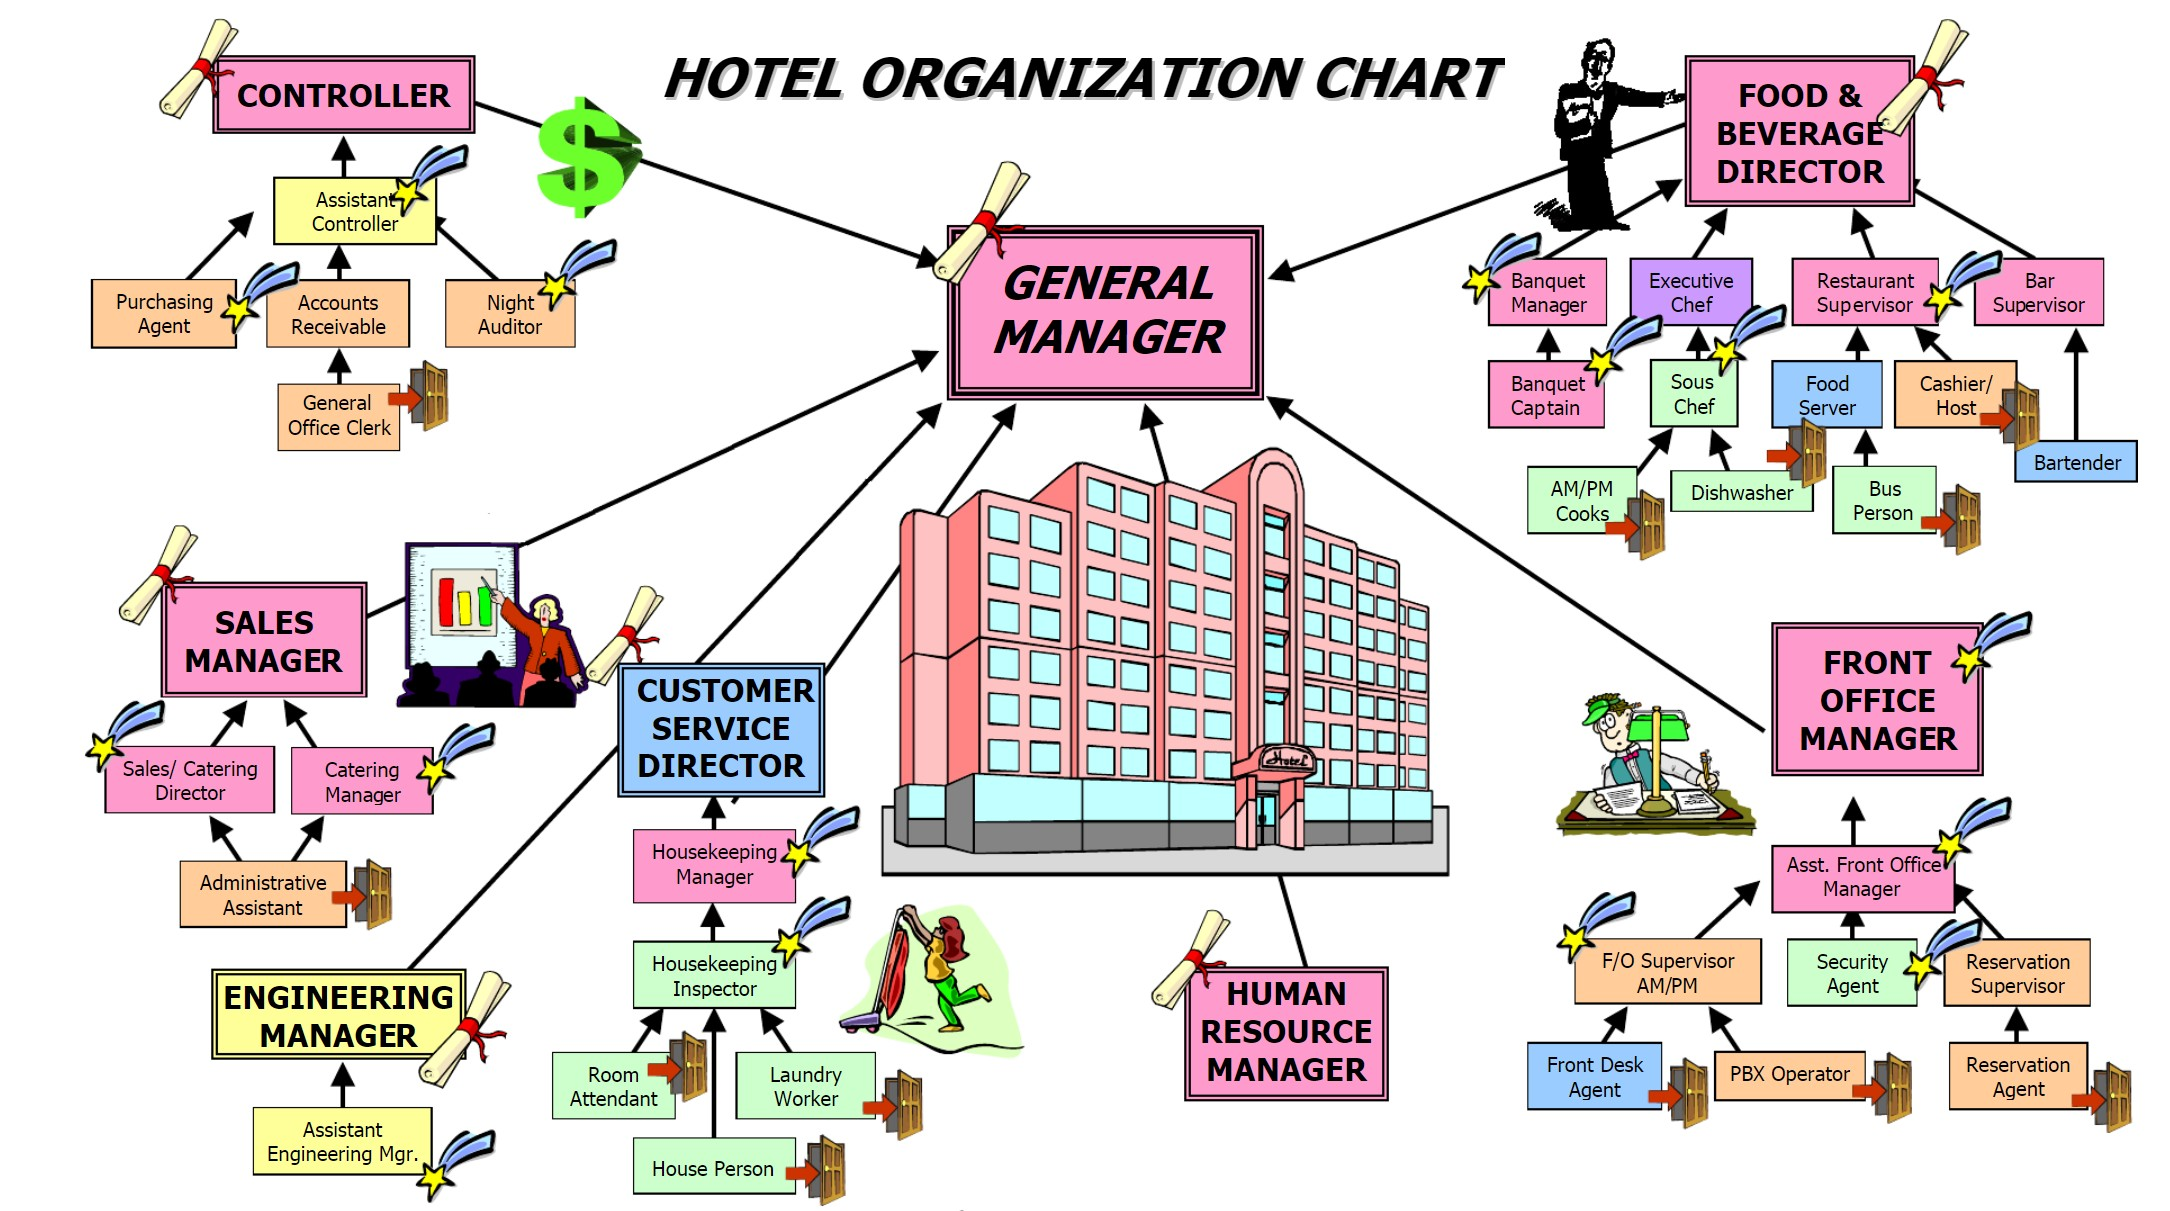 HOTEL ORGANIZATION CHART
CONTROLLER
Assistant
Controller
Purchasing
Agent
Accounts
Receivable
Night
Auditor
General
Office Clerk
GENERAL
MANAGER
FOOD &
BEVERAGE
DIRECTOR
Banquet
Manager
Executive
Chef
Restaurant
Supervisor
Bar
Supervisor
Banquet
Captain
Sous
Chef
Food
Server
Cashier/
Host
Bartender
AM/PM
Cooks
Dishwasher
Bus
Person
SALES
MANAGER
Sales/ Catering
Director
Catering
Manager
Administrative
Assistant
CUSTOMER
SERVICE
DIRECTOR
Housekeeping
Manager
Housekeeping
Inspector
Room
Attendant
Laundry
Worker
House Person
ENGINEERING
MANAGER
Assistant
Engineering Mgr.
Hotel
HUMAN
RESOURCE
MANAGER
FRONT
OFFICE
MANAGER
Asst. Front Office
Manager
F/O Supervisor
AM/PM
Security
Agent
Reservation
Supervisor
Front Desk
Agent
PBX Operator
Reservation
Agent